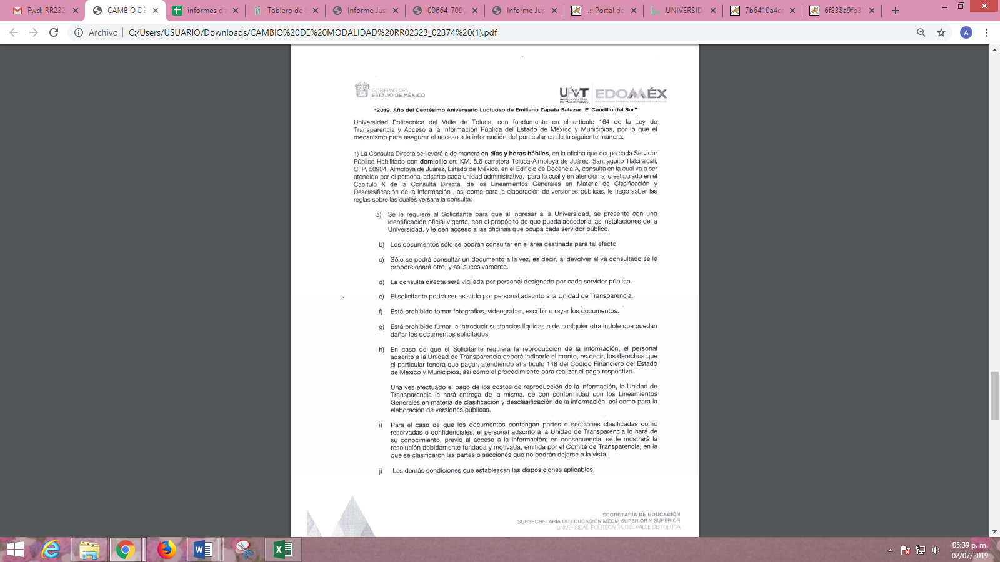 Fwd: RR232
CAMBIO DE
informes dia
Tablero de S
Informe Just
00664-709U
Informe Just
..:: Portal de
UNIVERSIDA
7b6410a4ce
6f838a9fb3
Archivo
C:/Users/USUARIO/Downloads/CAMBIO%20DE%20MODALIDAD%20RR02323_02374%20(1).pdf
A
GOBIERNO DEL
ESTADO DE MÉXICO
UPVT
UNIVERSIDAD POLITÉCNICA
DEL VALLE DE TOLUCA
EDOMÉX
DECISIONES FIRMES, RESULTADOS FUERTES.
“2019. Año del Centésimo Aniversario Luctuoso de Emiliano Zapata Salazar. El Caudillo del Sur”
Universidad Politécnica del Valle de Toluca, con fundamento en el artículo 164 de la Ley de
Transparencia y Acceso a la Información Pública del Estado de México y Municipios, por lo que el
mecanismo para asegurar el acceso a la información del particular es de la siguiente manera:
1) La Consulta Directa se llevará a de manera en días y horas hábiles, en la oficina que ocupa cada Servidor
Público Habilitado con domicilio en: KM. 5.6 carretera Toluca-Almoloya de Juárez, Santiaguito Tlalcilalcali,
C. P. 50904, Almoloya de Juárez, Estado de México, en el Edificio de Docencia A, consulta en la cual va a ser
atendido por el personal adscrito cada unidad administrativa, para lo cual y en atención a lo estipulado en el
Capitulo X de la Consulta Directa, de los Lineamientos Generales en Materia de Clasificación y
Desclasificación de la Información , así como para la elaboración de versiones públicas, le hago saber las
reglas sobre las cuales versara la consulta:
a) Se le requiere al Solicitante para que al ingresar a la Universidad, se presente con una
identificación oficial vigente, con el propósito de que pueda acceder a las instalaciones del a
Universidad, y le den acceso a las oficinas que ocupa cada servidor público.
b) Los documentos sólo se podrán consultar en el área destinada para tal efecto
c) Sólo se podrá consultar un documento a la vez, es decir, al devolver el ya consultado se le
proporcionará otro, y así sucesivamente.
d) La consulta directa será vigilada por personal designado por cada servidor público.
e) El solicitante podrá ser asistido por personal adscrito a la Unidad de Transparencia.
f) Está prohibido tomar fotografías, videograbar, escribir o rayar los documentos.
g) Está prohibido fumar, e introducir sustancias líquidas o de cualquier otra índole que puedan
dañar los documentos solicitados
h) En caso de que el Solicitante requiera la reproducción de la información, el personal
adscrito a la Unidad de Transparencia deberá indicarle el monto, es decir, los derechos que
el particular tendrá que pagar, atendiendo al artículo 148 del Código Financiero del Estado
de México y Municipios, así como el procedimiento para realizar el pago respectivo.
Una vez efectuado el pago de los costos de reproducción de la información, la Unidad de
Transparencia le hará entrega de la misma, de con conformidad con los Lineamientos
Generales en materia de clasificación y desclasificación de la información, así como para la
elaboración de versiones públicas.
i) Para el caso de que los documentos contengan partes o secciones clasificadas como
reservadas o confidenciales, el personal adscrito a la Unidad de Transparencia lo hará de
su conocimiento, previo al acceso a la información; en consecuencia, se le mostrará la
resolución debidamente fundada y motivada, emitida por el Comité de Transparencia, en la
que se clasificaron las partes o secciones que no podrán dejarse a la vista.
j) Las demás condiciones que establezcan las disposiciones aplicables.
SECRETARÍA DE EDUCACIÓN
SUBSECRETARÍA DE EDUCACIÓN MEDIA SUPERIOR Y SUPERIOR
UNIVERSIDAD POLITÉCNICA DEL VALLE DE TOLUCA
05:39 p. m.
02/07/2019